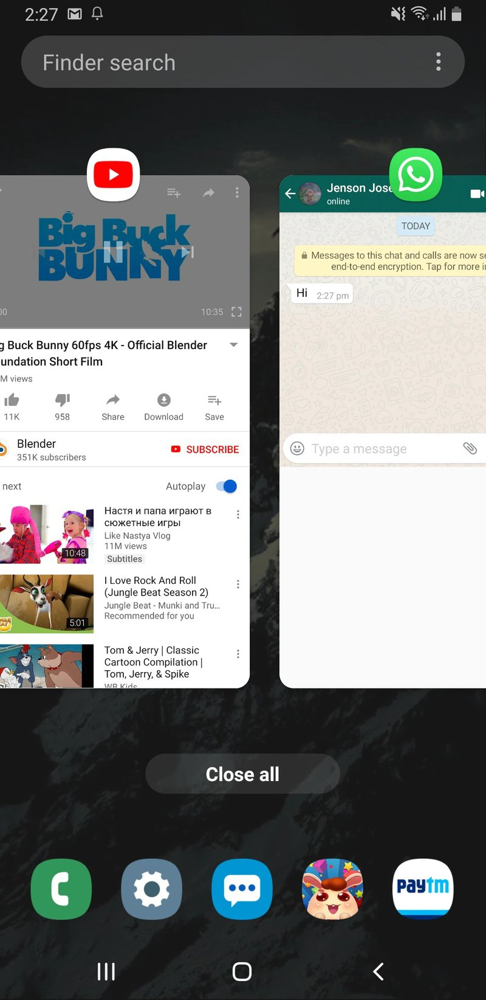 2:27
Finder search
Big Buck
BUNNY
00
10:35
g Buck Bunny 60fps 4K - Official Blender
undation Short Film
M views
11K
958
Share
Download
Save
Blender
351K subscribers
SUBSCRIBE
next
Autoplay
10:48
Настя и папа играют в
сюжетные игры
Like Nastya Vlog
11M views
Subtitles
5:01
I Love Rock And Roll
(Jungle Beat Season 2)
Jungle Beat - Munki and Tru...
Recommended for you
Tom & Jerry | Classic
Cartoon Compilation |
Tom, Jerry, & Spike
WB Kids
Jenson Jose
online
TODAY
Messages to this chat and calls are now se
end-to-end encryption. Tap for more i
Hi
2:27 pm
Type a message
Close all
paytm